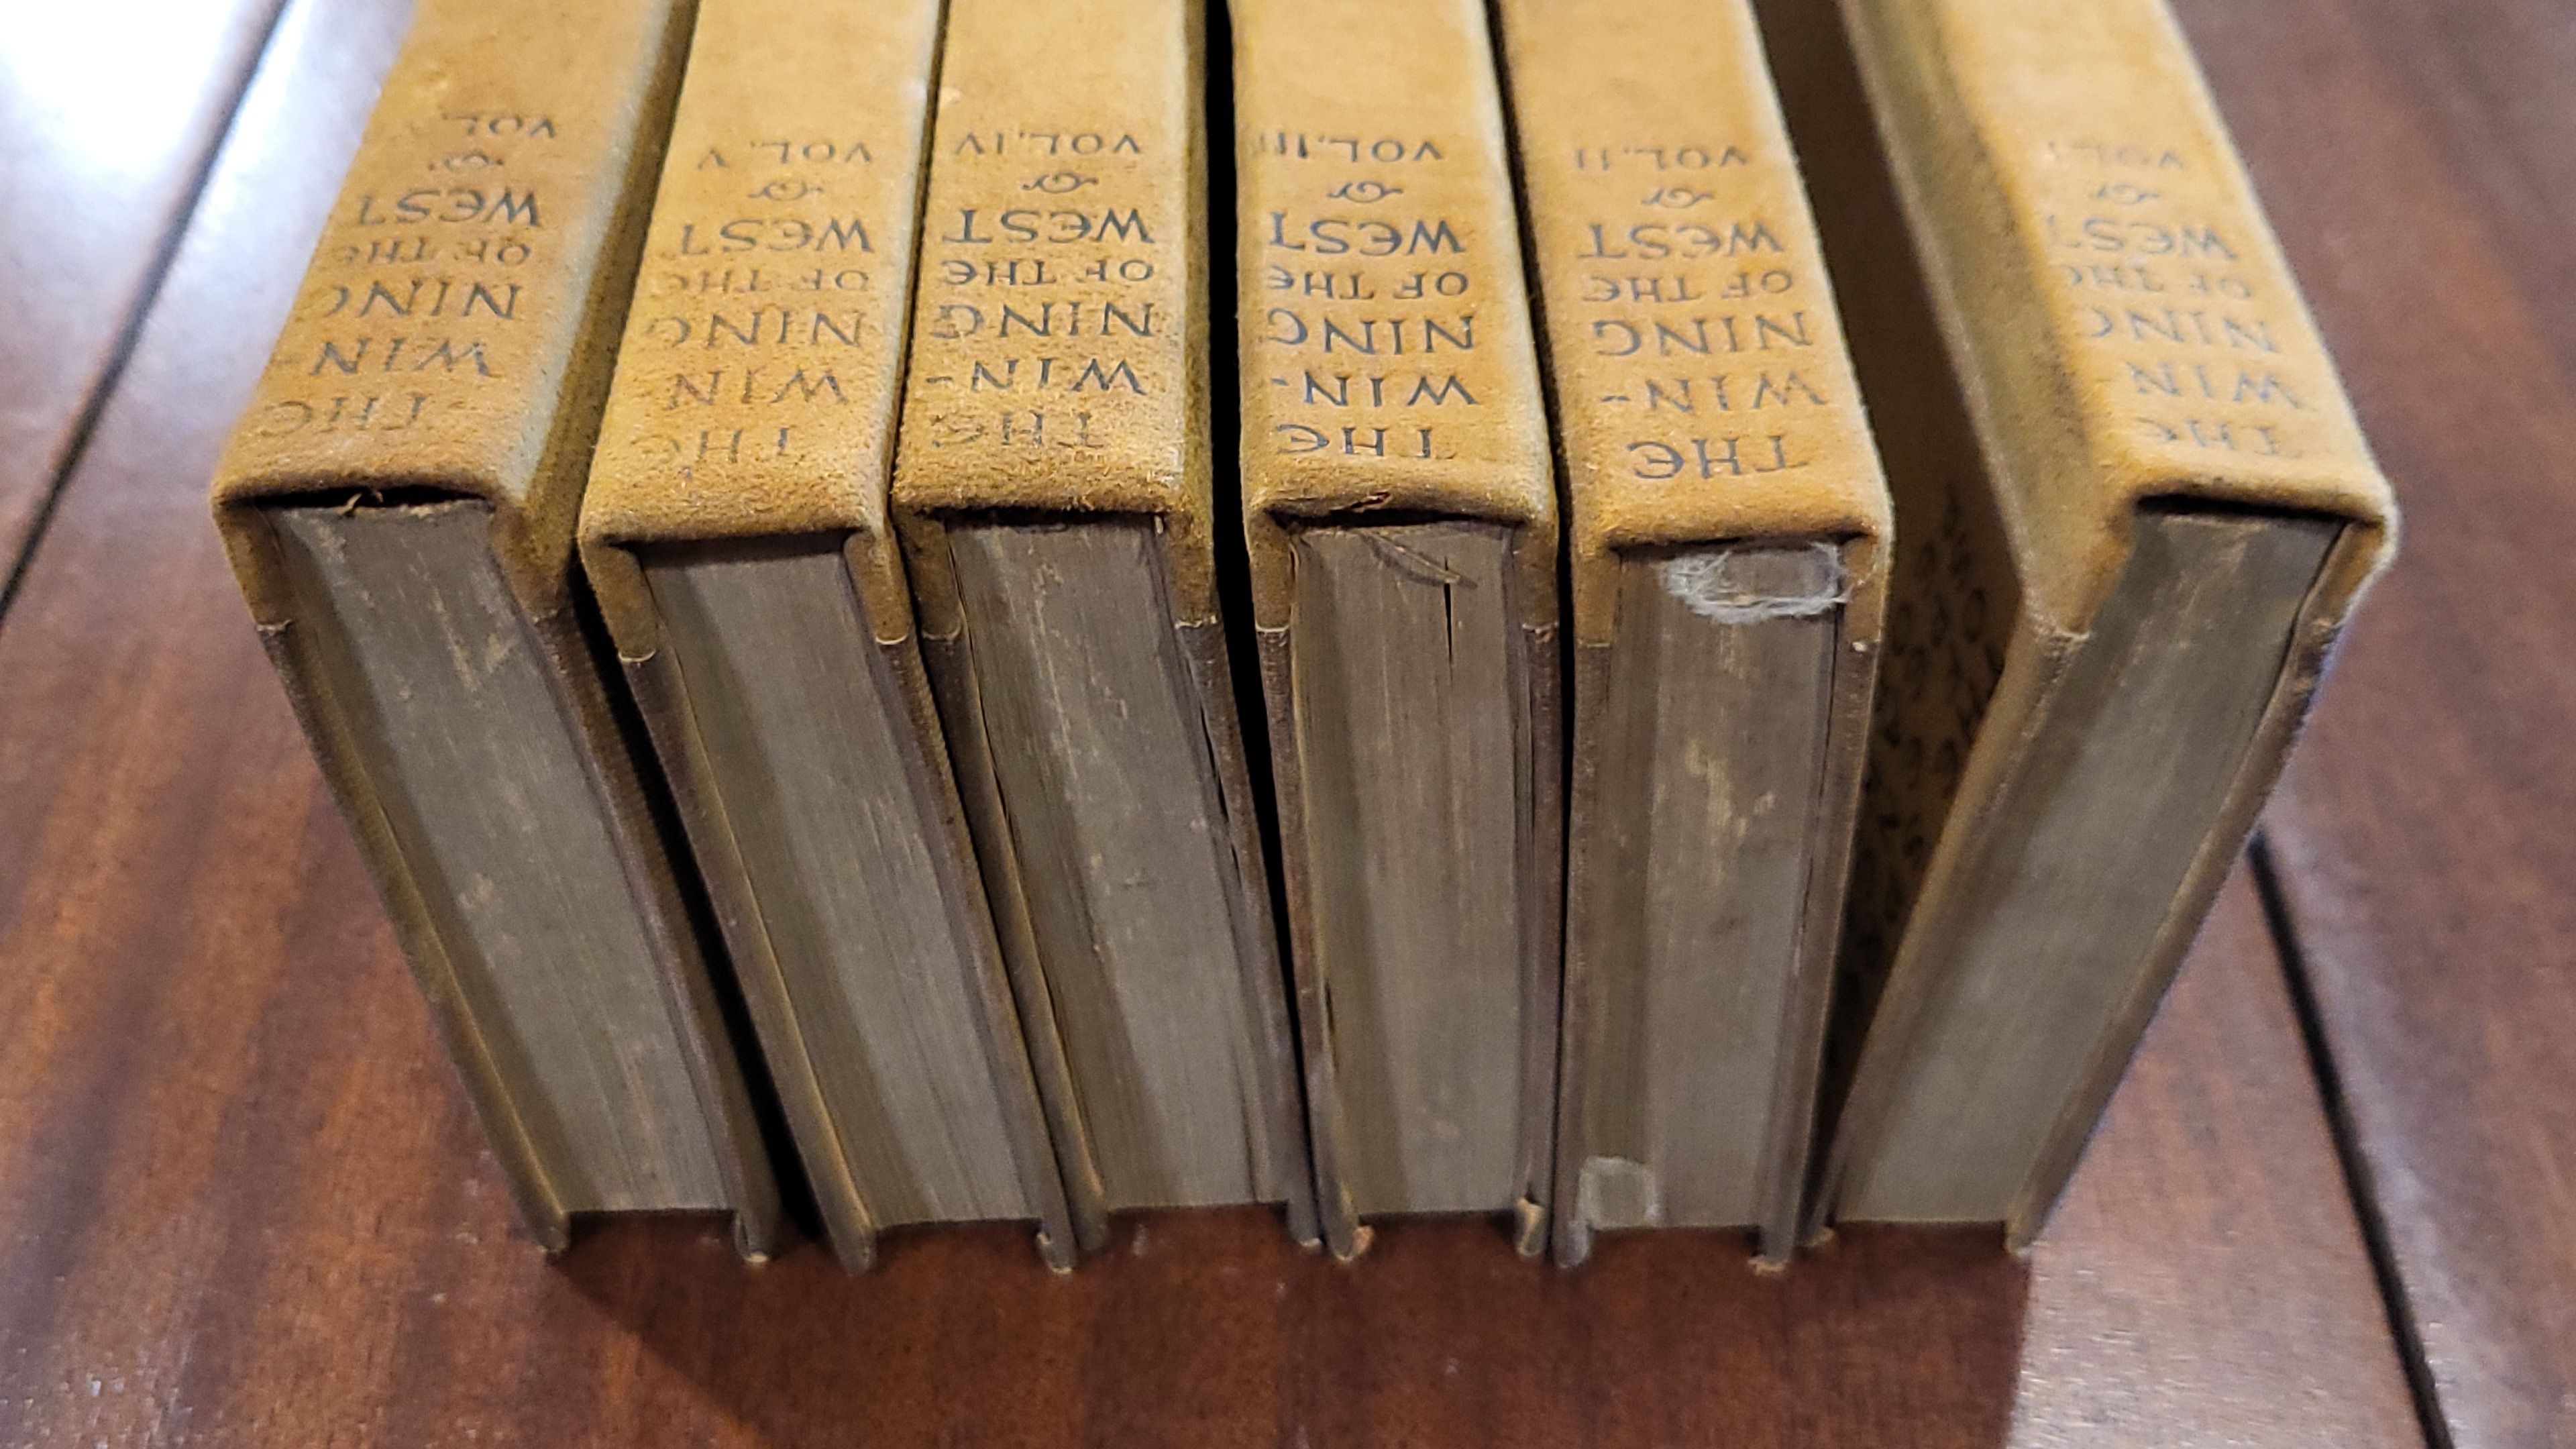 THE
WIN-
NING
OF THE
WEST
VOL. I
THE
WIN-
NING
OF THE
WEST
VOL. II
THE
WIN-
NING
OF THE
WEST
VOL. III
THE
WIN-
NING
OF THE
WEST
VOL. IV
THE
WIN-
NING
OF THE
WEST
VOL. V
THE
WIN-
NING
OF THE
WEST
VOL.